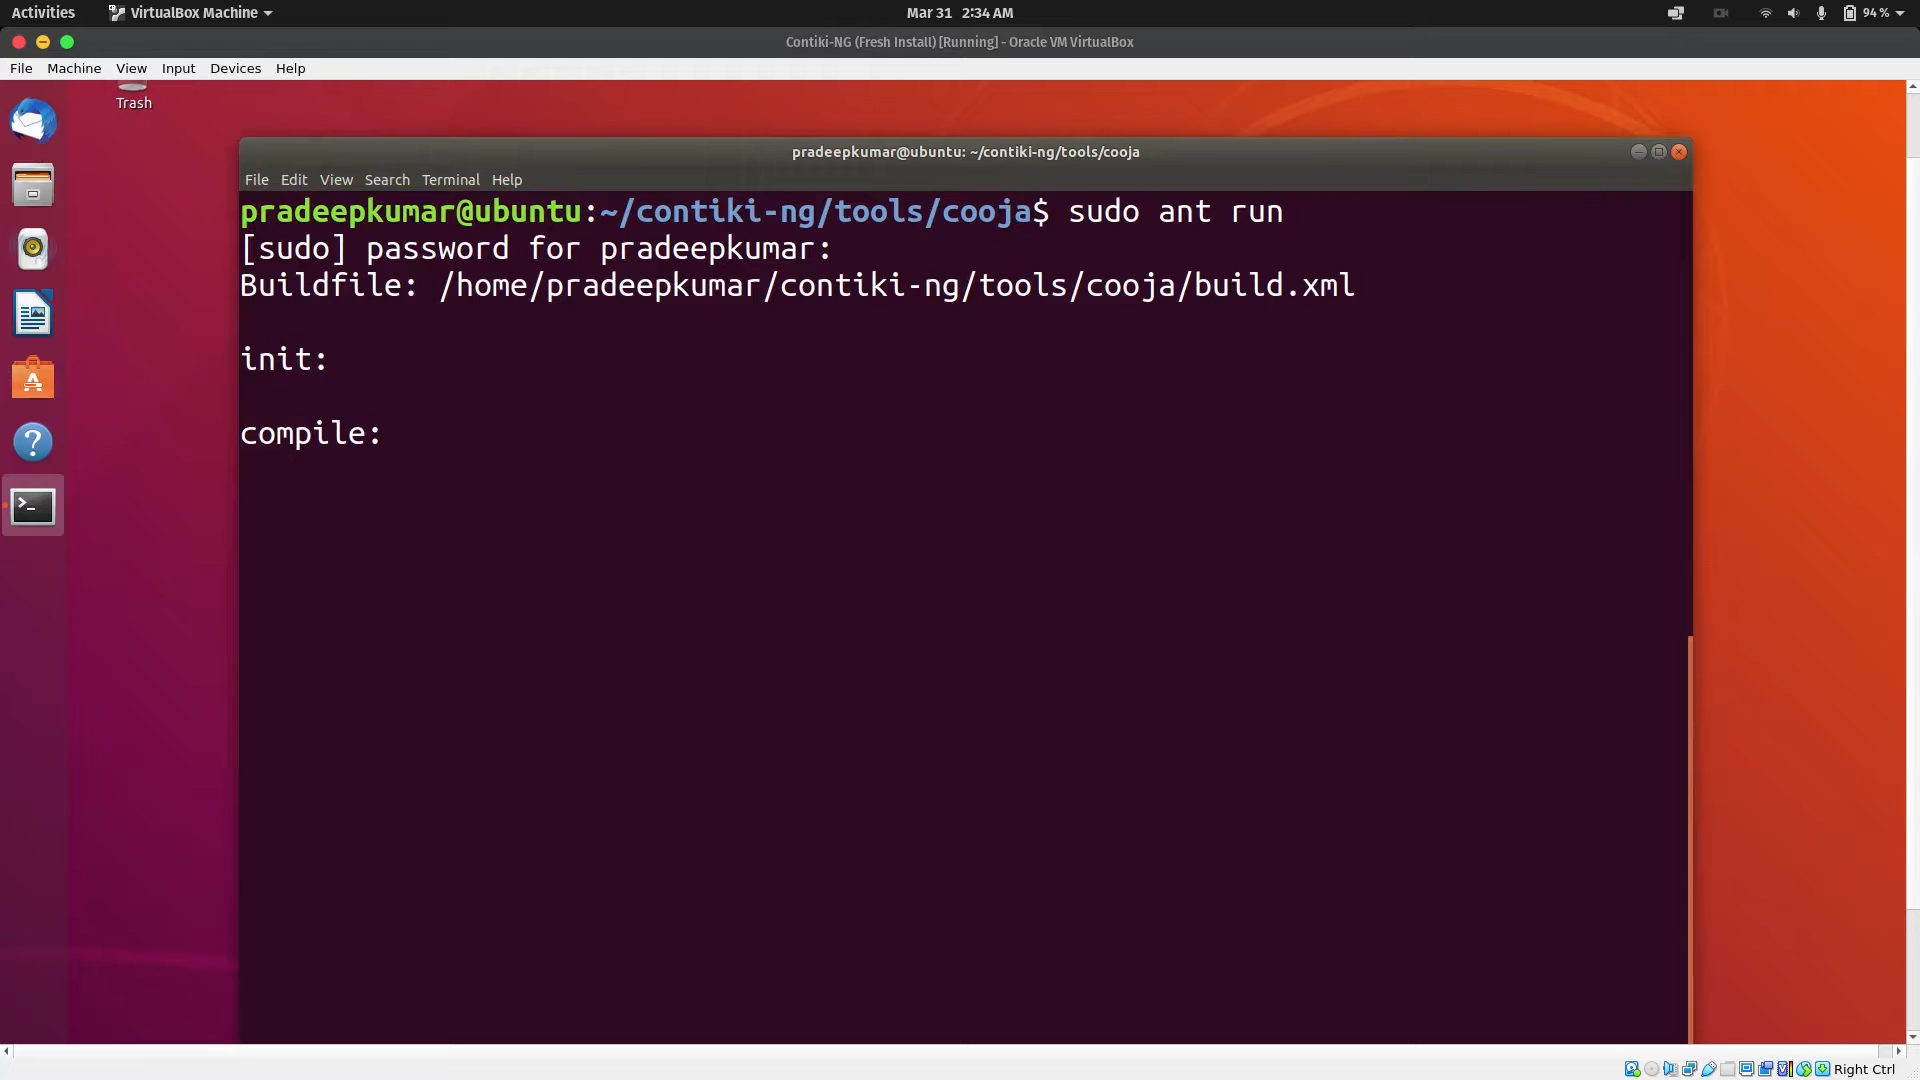 Activities VirtualBox Machine Mar 31 2:34 AM 94 %
Contiki-NG (Fresh Install) [Running] - Oracle VM VirtualBox
File Machine View Input Devices Help
Trash
pradeepkumar@ubuntu: ~/contiki-ng/tools/cooja
File Edit View Search Terminal Help
pradeepkumar@ubuntu:~/contiki-ng/tools/cooja$ sudo ant run
[sudo] password for pradeepkumar:
Buildfile: /home/pradeepkumar/contiki-ng/tools/cooja/build.xml
init:
compile:
Right Ctrl